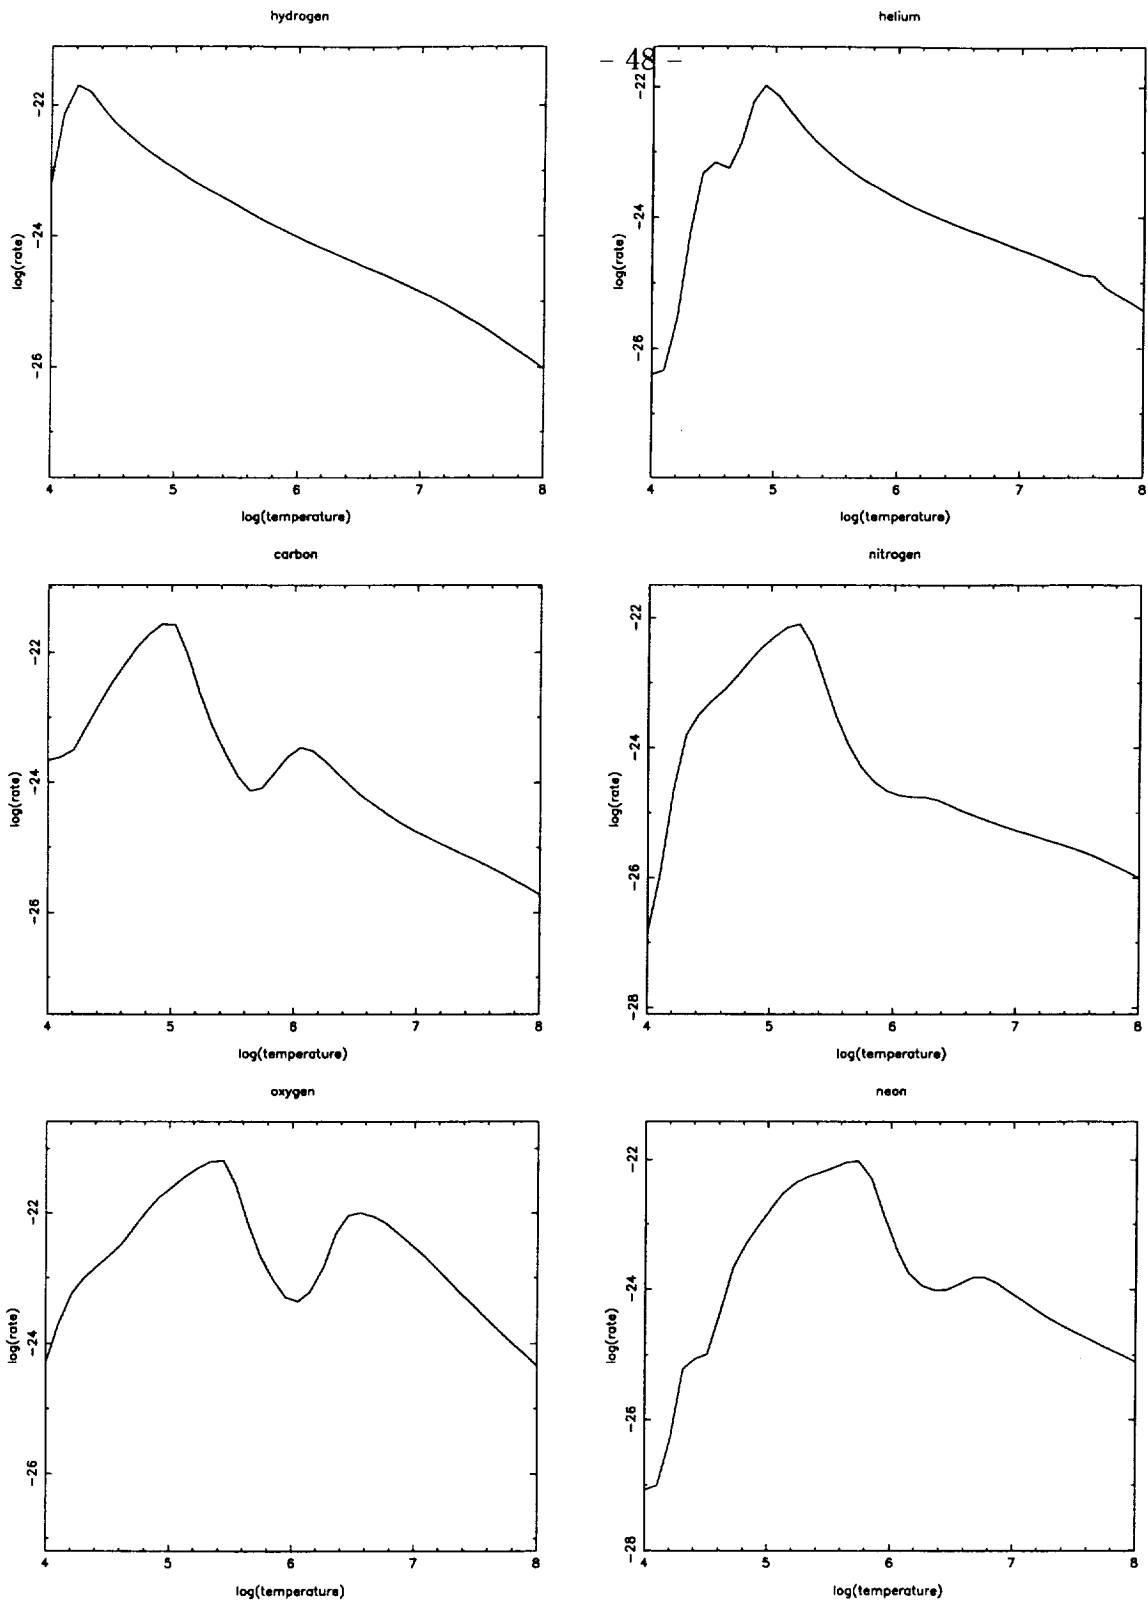 – 48 –
hydrogen
-22
-24
-26
log(rate)
4 5 6 7 8
log(temperature)
helium
-22
-24
-26
log(rate)
4 5 6 7 8
log(temperature)
carbon
-22
-24
-26
log(rate)
4 5 6 7 8
log(temperature)
nitrogen
-22
-24
-26
-28
log(rate)
4 5 6 7 8
log(temperature)
oxygen
-22
-24
-26
log(rate)
4 5 6 7 8
log(temperature)
neon
-22
-24
-26
-28
log(rate)
4 5 6 7 8
log(temperature)